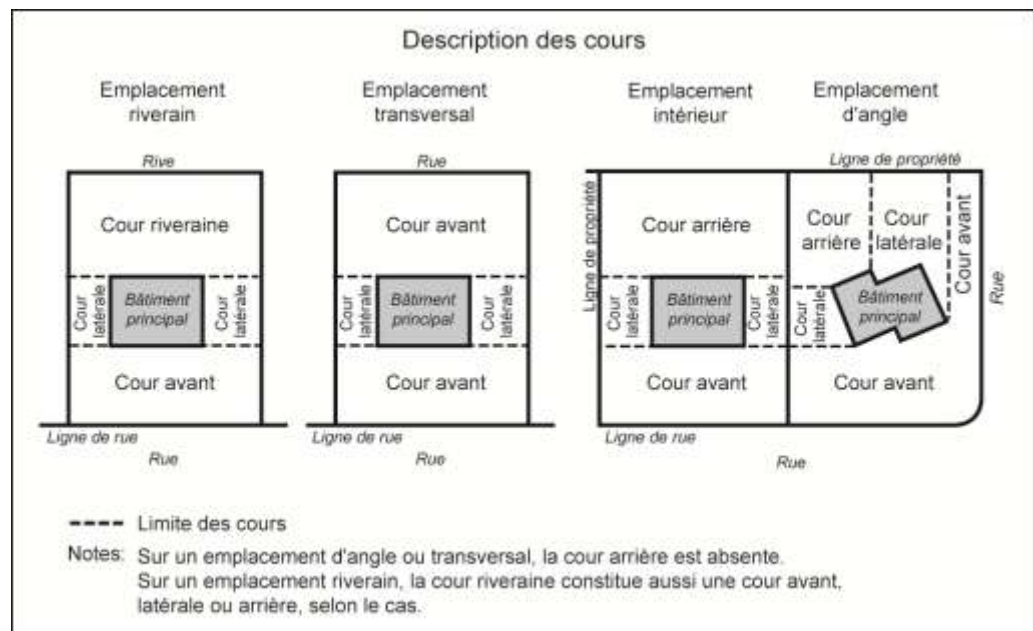 Description des cours
Emplacement
riverain
Rive
Cour riveraine
Cour
latérale
Bâtiment
principal
Cour
latérale
Cour avant
Ligne de rue
Rue
Emplacement
transversal
Rue
Cour avant
Cour
latérale
Bâtiment
principal
Cour
latérale
Cour avant
Ligne de rue
Rue
Emplacement
intérieur
Ligne de propriété
Cour arrière
Cour
latérale
Bâtiment
principal
Cour
latérale
Cour avant
Ligne de rue
Emplacement
d'angle
Ligne de propriété
Cour
arrière
Cour
latérale
Cour avant
Rue
Cour
latérale
Bâtiment
principal
Cour avant
Rue
Limite des cours
Notes: Sur un emplacement d'angle ou transversal, la cour arrière est absente.
Sur un emplacement riverain, la cour riveraine constitue aussi une cour avant,
latérale ou arrière, selon le cas.